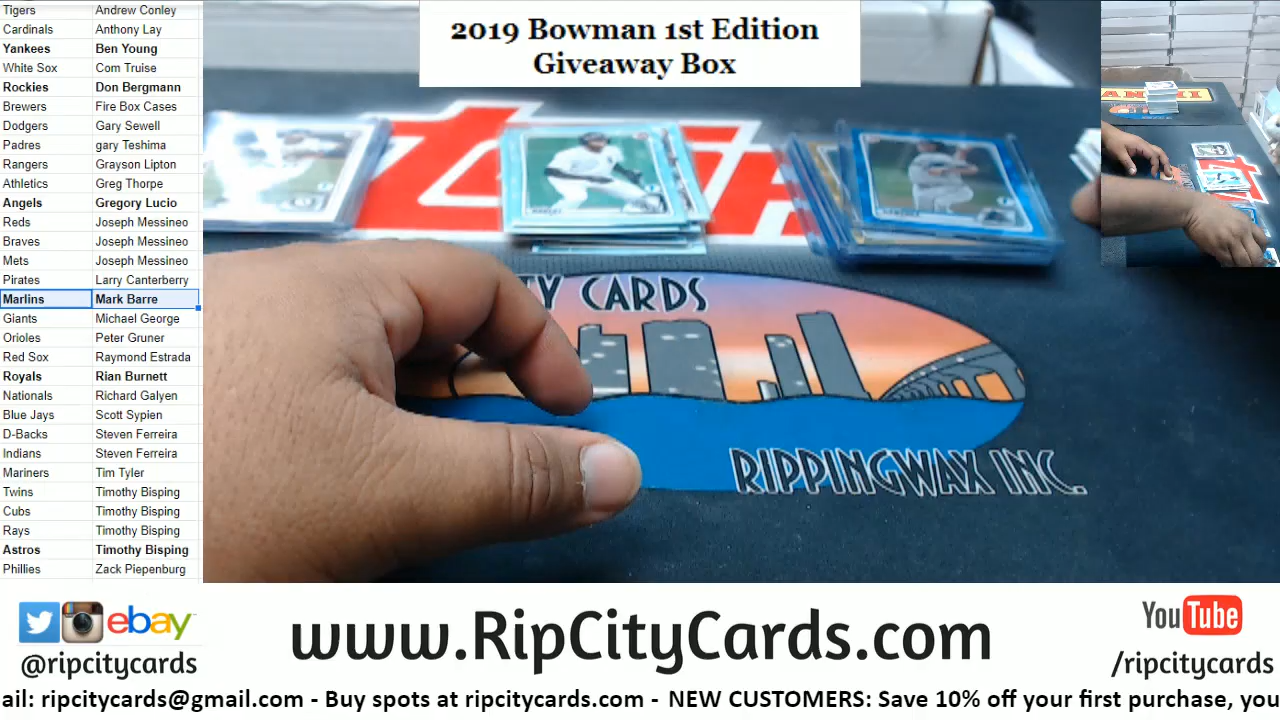 2019 Bowman 1st Edition
Giveaway Box
Tigers Andrew Conley
Cardinals Anthony Lay
Yankees Ben Young
White Sox Com Truise
Rockies Don Bergmann
Brewers Fire Box Cases
Dodgers Gary Sewell
Padres gary Teshima
Rangers Grayson Lipton
Athletics Greg Thorpe
Angels Gregory Lucio
Reds Joseph Messineo
Braves Joseph Messineo
Mets Joseph Messineo
Pirates Larry Canterberry
Marlins Mark Barre
Giants Michael George
Orioles Peter Gruner
Red Sox Raymond Estrada
Royals Rian Burnett
Nationals Richard Galyen
Blue Jays Scott Sypien
D-Backs Steven Ferreira
Indians Steven Ferreira
Mariners Tim Tyler
Twins Timothy Bisping
Cubs Timothy Bisping
Rays Timothy Bisping
Astros Timothy Bisping
Phillies Zack Piepenburg
PANINI
TY CARDS
RIPPINGWAX INC.
ebay
@ripcitycards
www.RipCityCards.com
YouTube
/ripcitycards
ail: ripcitycards@gmail.com - Buy spots at ripcitycards.com - NEW CUSTOMERS: Save 10% off your first purchase, you